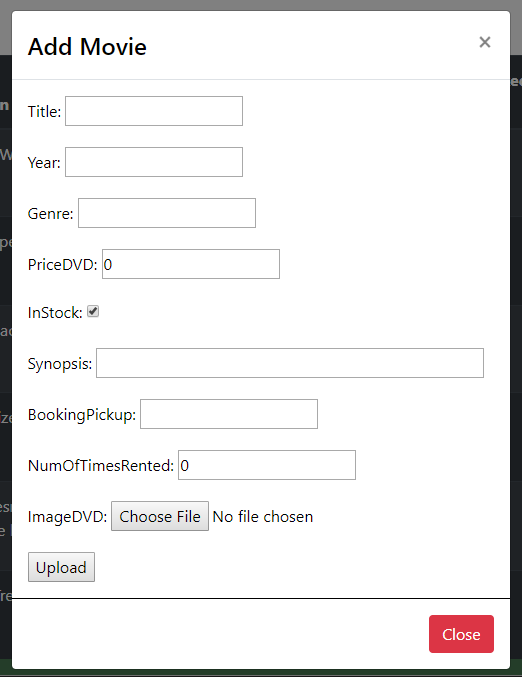 Add Movie ×
Title:
Year:
Genre:
PriceDVD: 0
InStock:
Synopsis:
BookingPickup:
NumOfTimesRented: 0
ImageDVD: Choose File No file chosen
Upload
Close